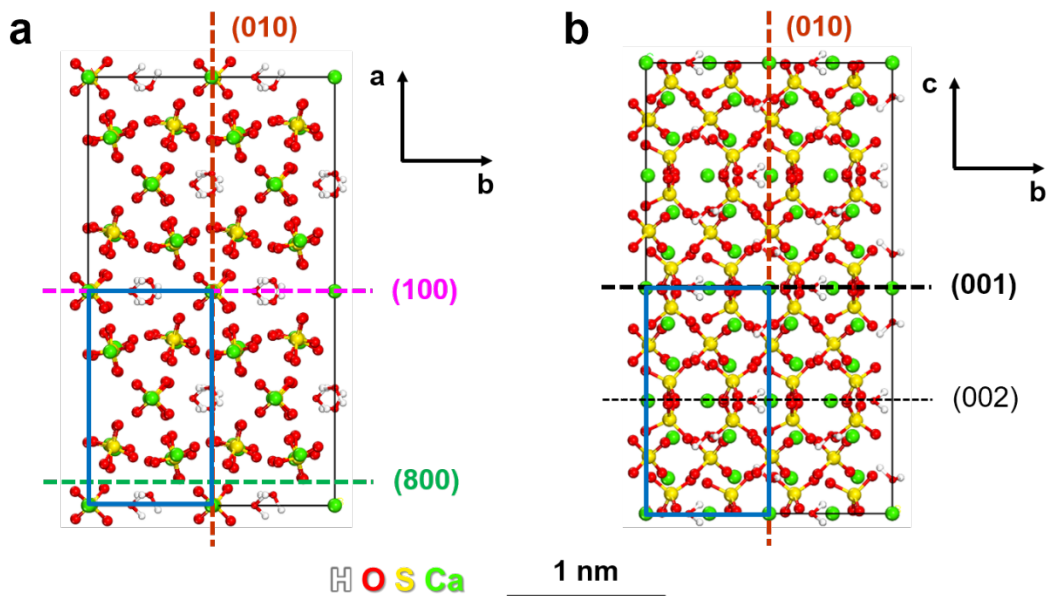 a
(010)
a
b
(100)
(800)
b
(010)
c
b
(001)
(002)
H O S Ca
1 nm